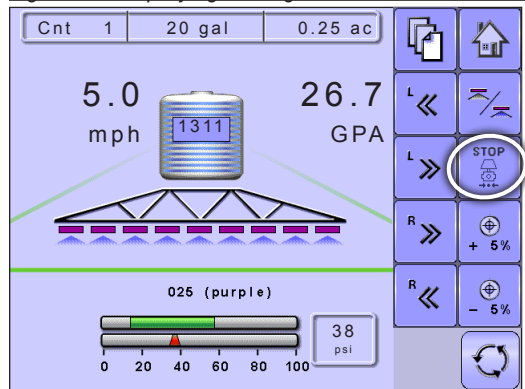 Cnt 1 20 gal 0.25 ac
5.0 26.7
mph 1311 GPA
L
STOP
L
R
+ 5%
R
- 5%
025 (purple)
38
psi
0 20 40 60 80 100